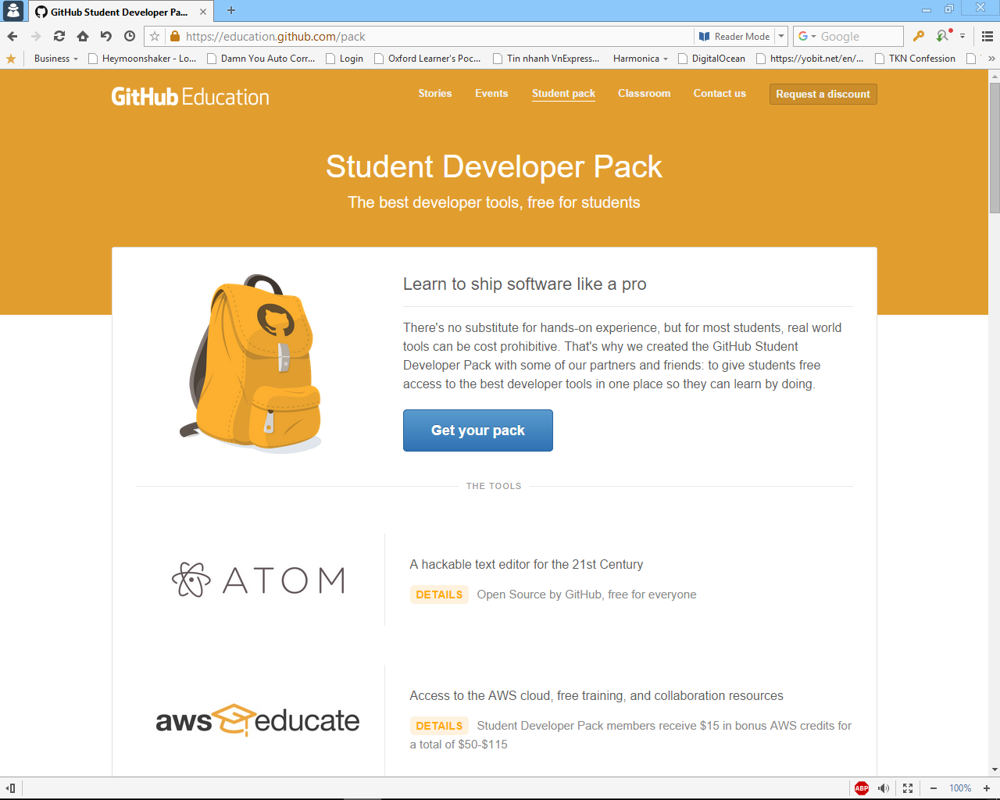 GitHub Student Developer Pa...
https://education.github.com/pack
Reader Mode
Google
Business
Heymoonshaker - Lo...
Damn You Auto Corr...
Login
Oxford Learner's Poc...
Tin nhanh VnExpress...
Harmonica
DigitalOcean
https://yobit.net/en/...
TKN Confession
GitHub Education
Stories
Events
Student pack
Classroom
Contact us
Request a discount
Student Developer Pack
The best developer tools, free for students
Learn to ship software like a pro
There's no substitute for hands-on experience, but for most students, real world
tools can be cost prohibitive. That's why we created the GitHub Student
Developer Pack with some of our partners and friends: to give students free
access to the best developer tools in one place so they can learn by doing.
Get your pack
THE TOOLS
ATOM
A hackable text editor for the 21st Century
DETAILS Open Source by GitHub, free for everyone
aws educate
Access to the AWS cloud, free training, and collaboration resources
DETAILS Student Developer Pack members receive $15 in bonus AWS credits for
a total of $50-$115
ABP
100%